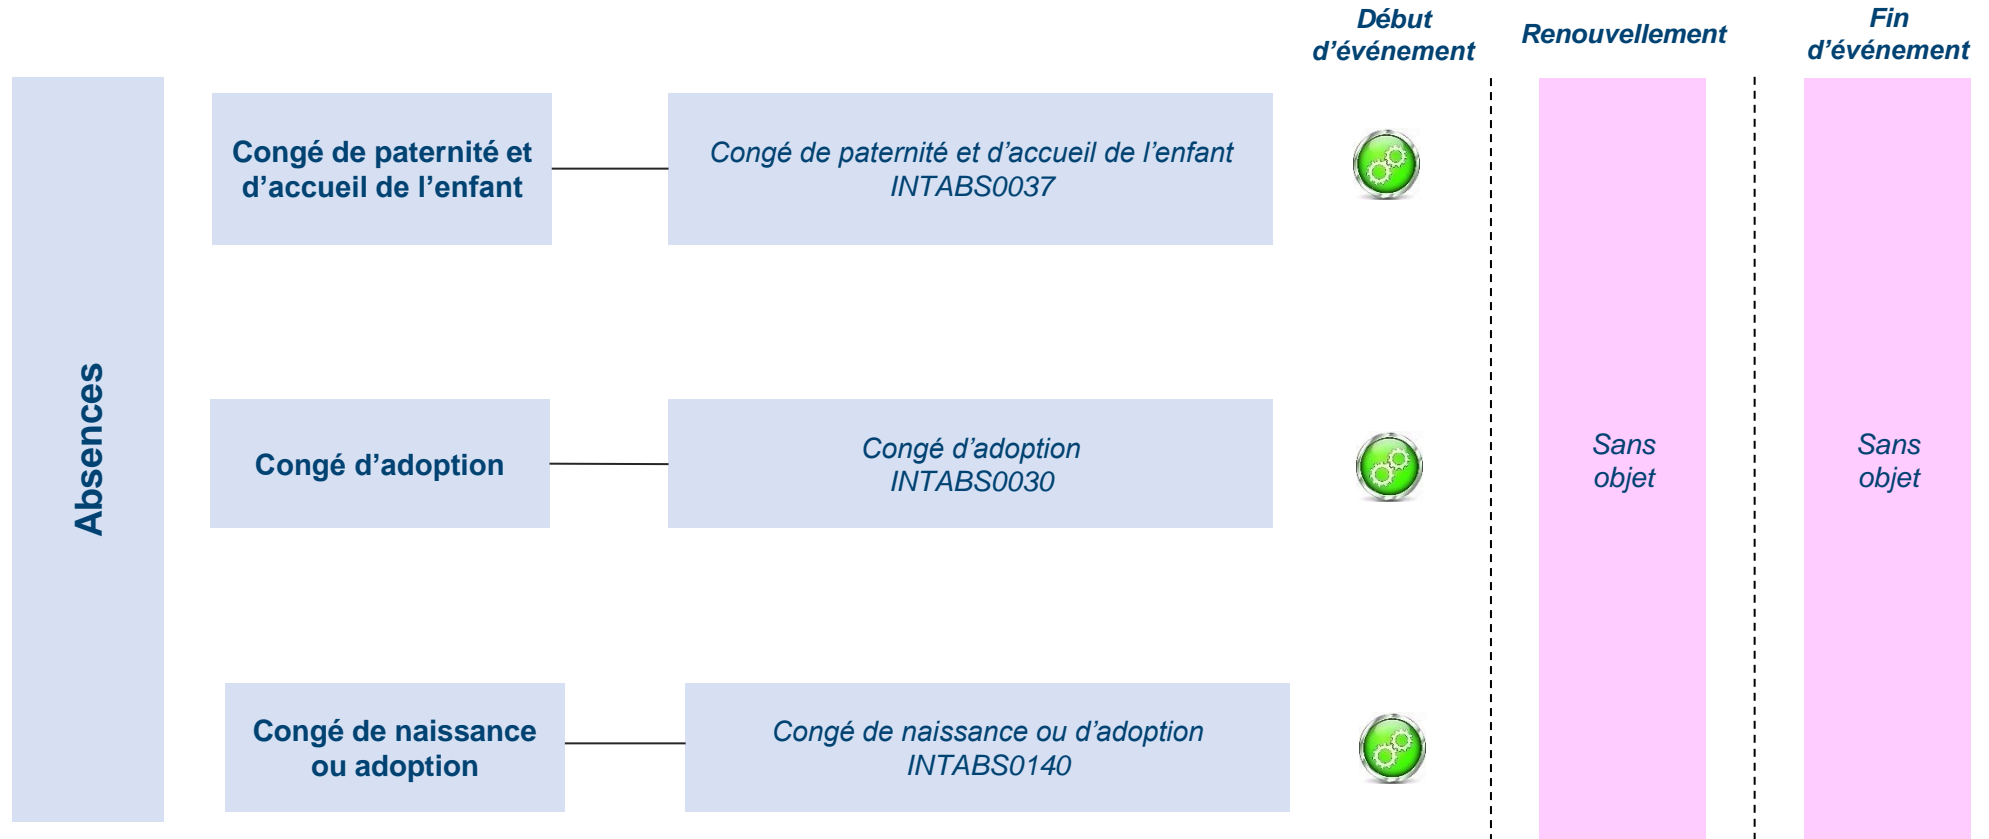 Début
d’événement
Renouvellement
Fin
d’événement
Absences
Congé de paternité et
d’accueil de l’enfant
Congé de paternité et d’accueil de l’enfant
INTABS0037
Congé d’adoption
Congé d’adoption
INTABS0030
Sans
objet
Sans
objet
Congé de naissance
ou adoption
Congé de naissance ou d’adoption
INTABS0140